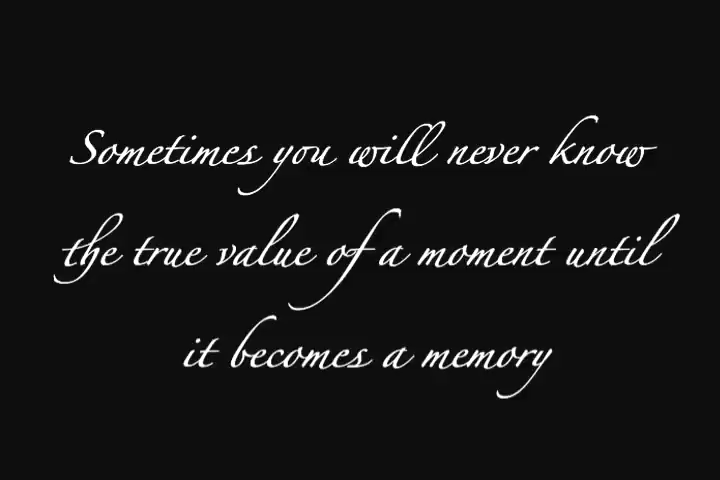 Sometimes you will never know
the true value of a moment until
it becomes a memory